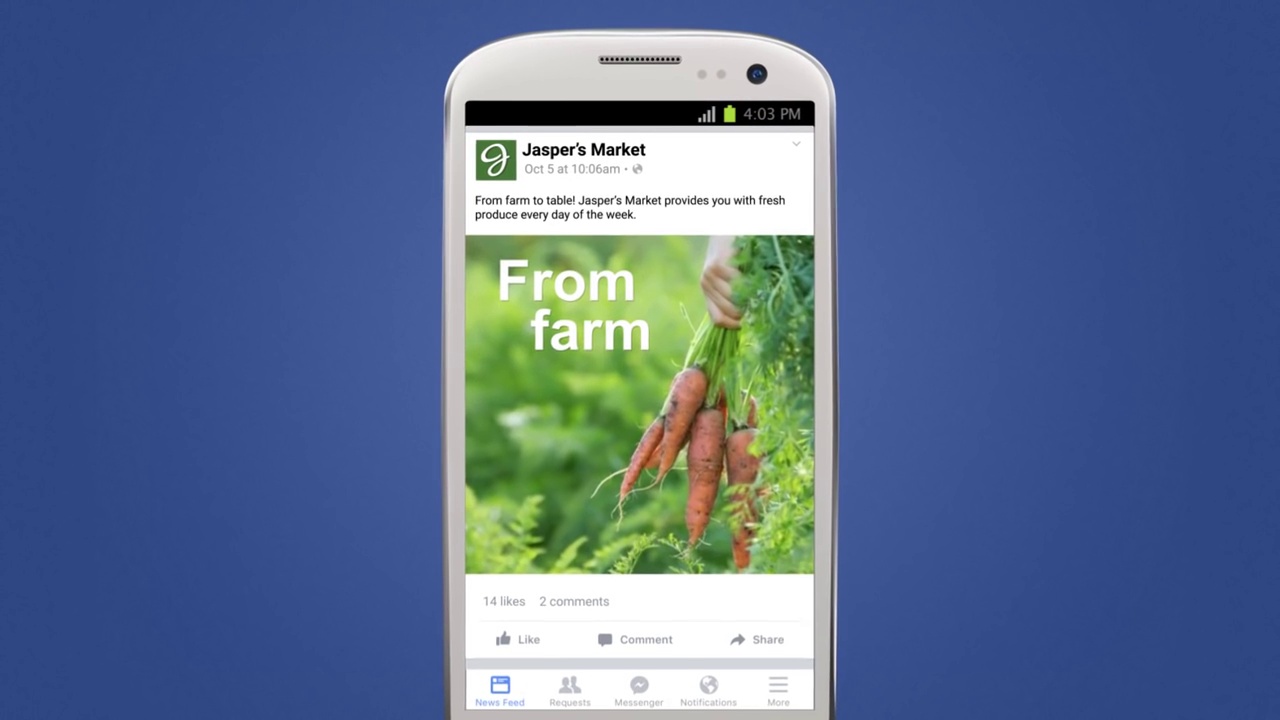 4:03 PM
Jasper's Market
Oct 5 at 10:06am •
From farm to table! Jasper's Market provides you with fresh
produce every day of the week.
From
farm
14 likes 2 comments
Like Comment Share
News Feed Requests Messenger Notifications More